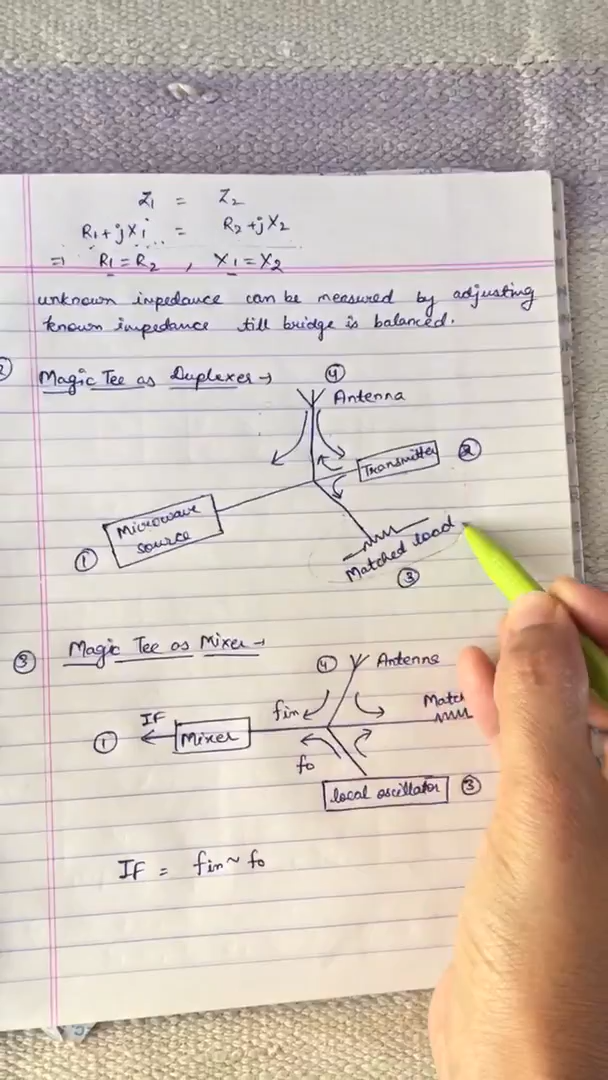 Z1 = Z2
R1+jX1 = R2+jX2
⇒ R1=R2 , X1=X2
unknown impedance can be measured by adjusting
known impedance till bridge is balanced.
2 Magic Tee as Duplexer →
4
Antenna
Transmitter 2
Microwave
source
1
Matched load
3
3 Magic Tee as Mixer →
4 Antenna
fin
IF
1 Mixer
fo
local oscillator 3
IF = fin ~ fo